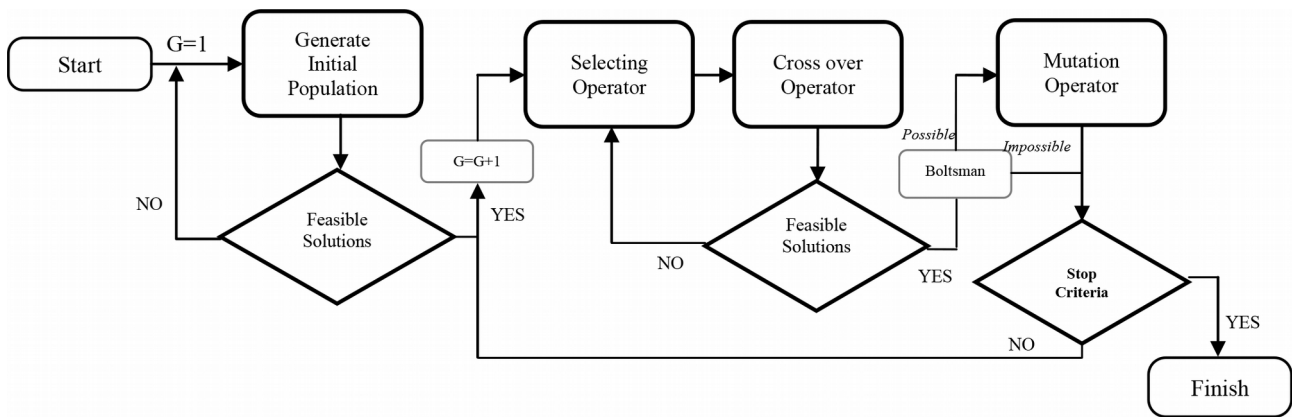 Start
G=1
Generate
Initial
Population
NO
Feasible
Solutions
YES
G=G+1
Selecting
Operator
Cross over
Operator
NO
Feasible
Solutions
YES
Possible
Boltsman
Impossible
Mutation
Operator
Stop
Criteria
NO
YES
Finish